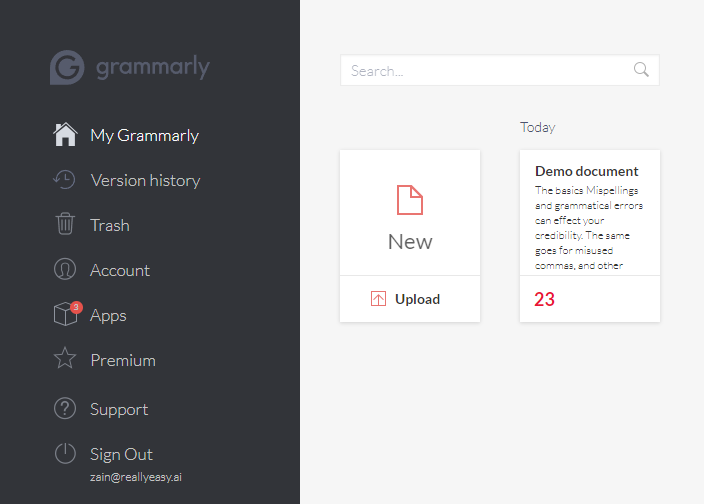 grammarly
My Grammarly
Version history
Trash
Account
3
Apps
Premium
Support
Sign Out
zain@reallyeasy.ai
Search...
Today
New
Upload
Demo document
The basics Mispellings
and grammatical errors
can effect your
credibility. The same
goes for misused
commas, and other
23